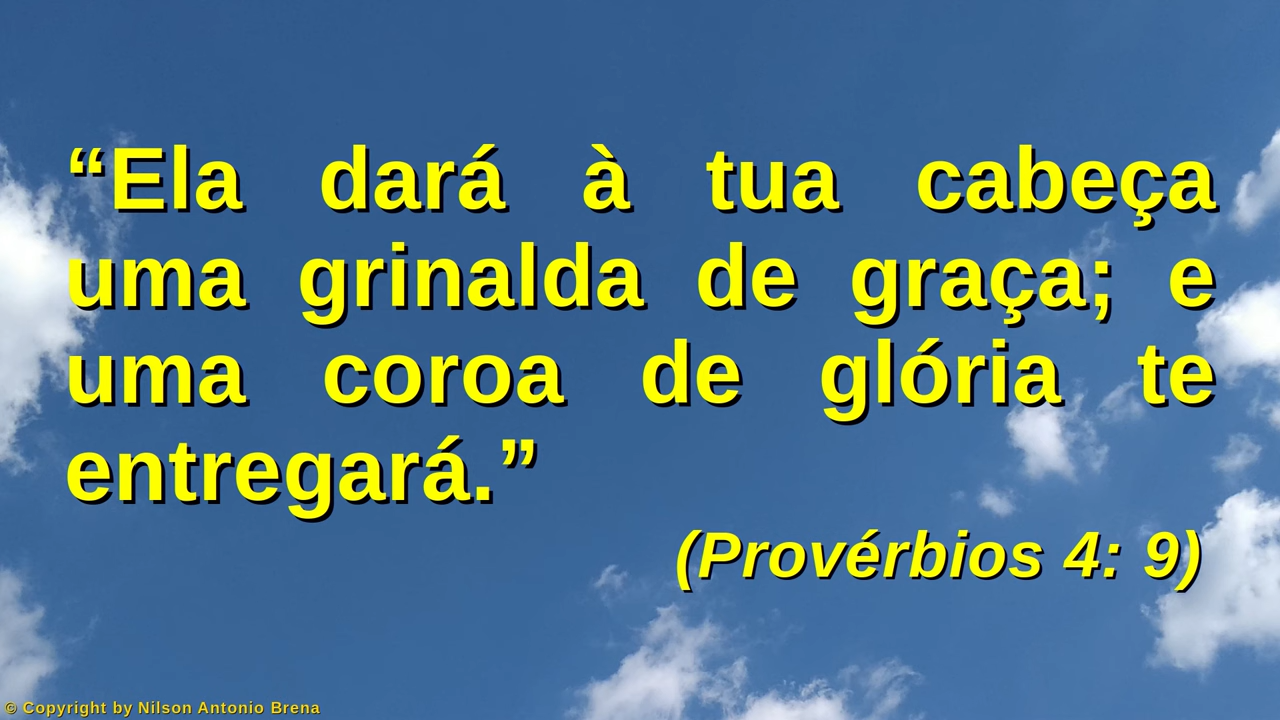 “Ela dará à tua cabeça
uma grinalda de graça; e
uma coroa de glória te
entregará.”
(Provérbios 4: 9)
© Copyright by Nilson Antonio Brena